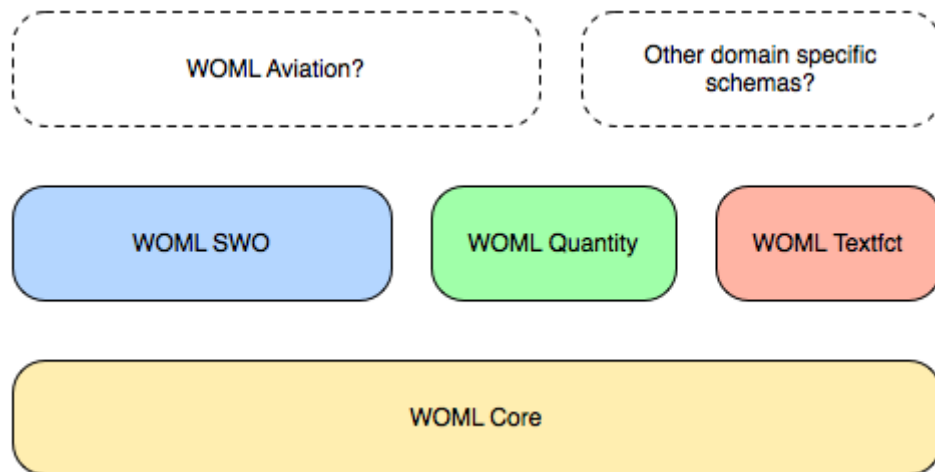 WOML Aviation?
Other domain specific
schemas?
WOML SWO
WOML Quantity
WOML Textfct
WOML Core